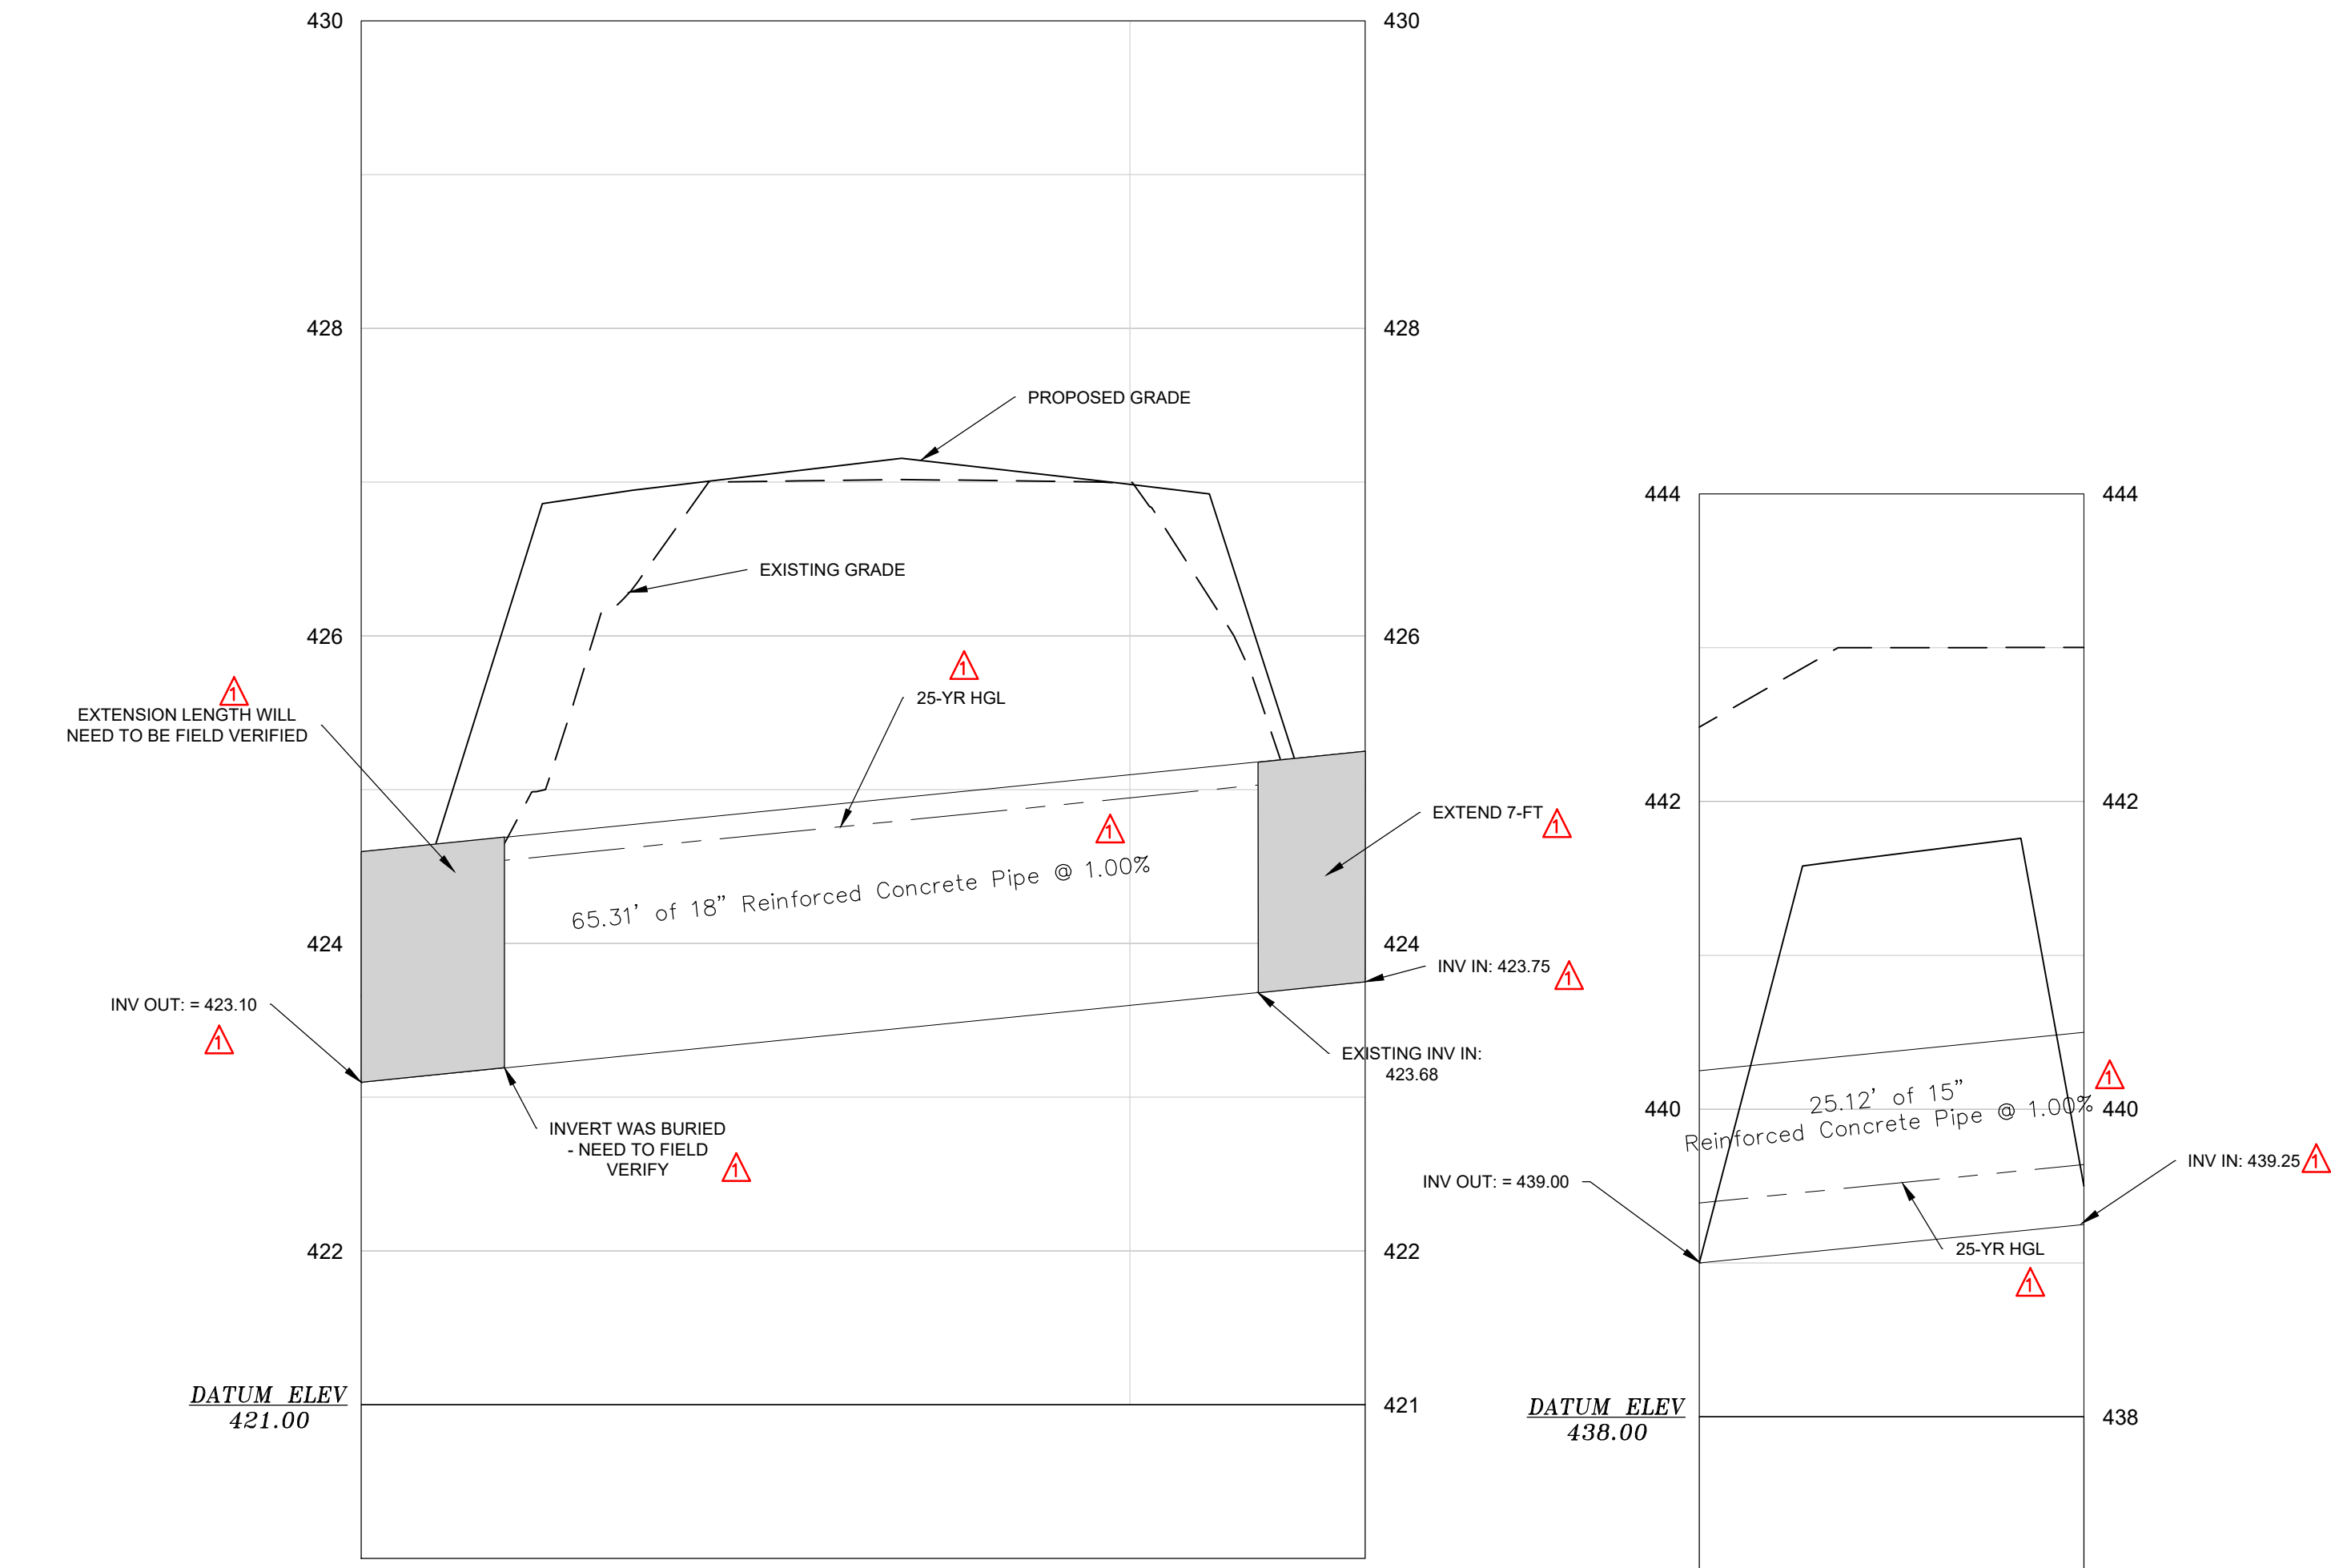 430
430
428
428
PROPOSED GRADE
EXISTING GRADE
426
426
1
25-YR HGL
1
EXTENSION LENGTH WILL
NEED TO BE FIELD VERIFIED
1
65.31' of 18" Reinforced Concrete Pipe @ 1.00%
EXTEND 7-FT
1
424
424
INV IN: 423.75
1
INV OUT: = 423.10
1
EXISTING INV IN:
423.68
INVERT WAS BURIED
- NEED TO FIELD
VERIFY
1
422
422
DATUM ELEV
421.00
421
444
444
442
442
1
25.12' of 15"
Reinforced Concrete Pipe @ 1.00%
440
440
INV OUT: = 439.00
INV IN: 439.25
1
25-YR HGL
1
DATUM ELEV
438.00
438